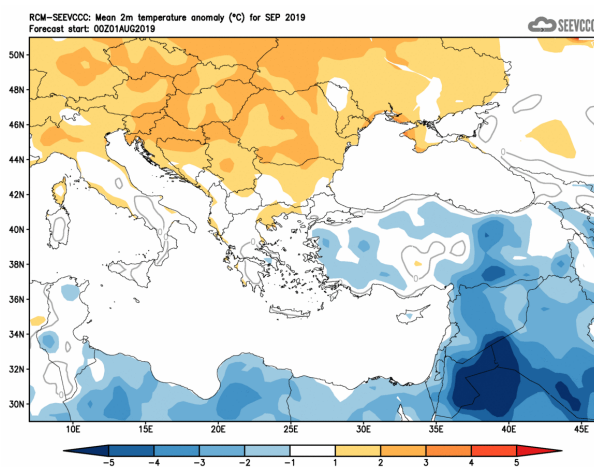 RCM-SEEVCCC: Mean 2m temperature anomaly (°C) for SEP 2019
Forecast start: 00Z01AUG2019
SEEVCCC
50N
48N
46N
44N
42N
40N
38N
36N
34N
32N
30N
10E 15E 20E 25E 30E 35E 40E 45E
-5 -4 -3 -2 -1 1 2 3 4 5